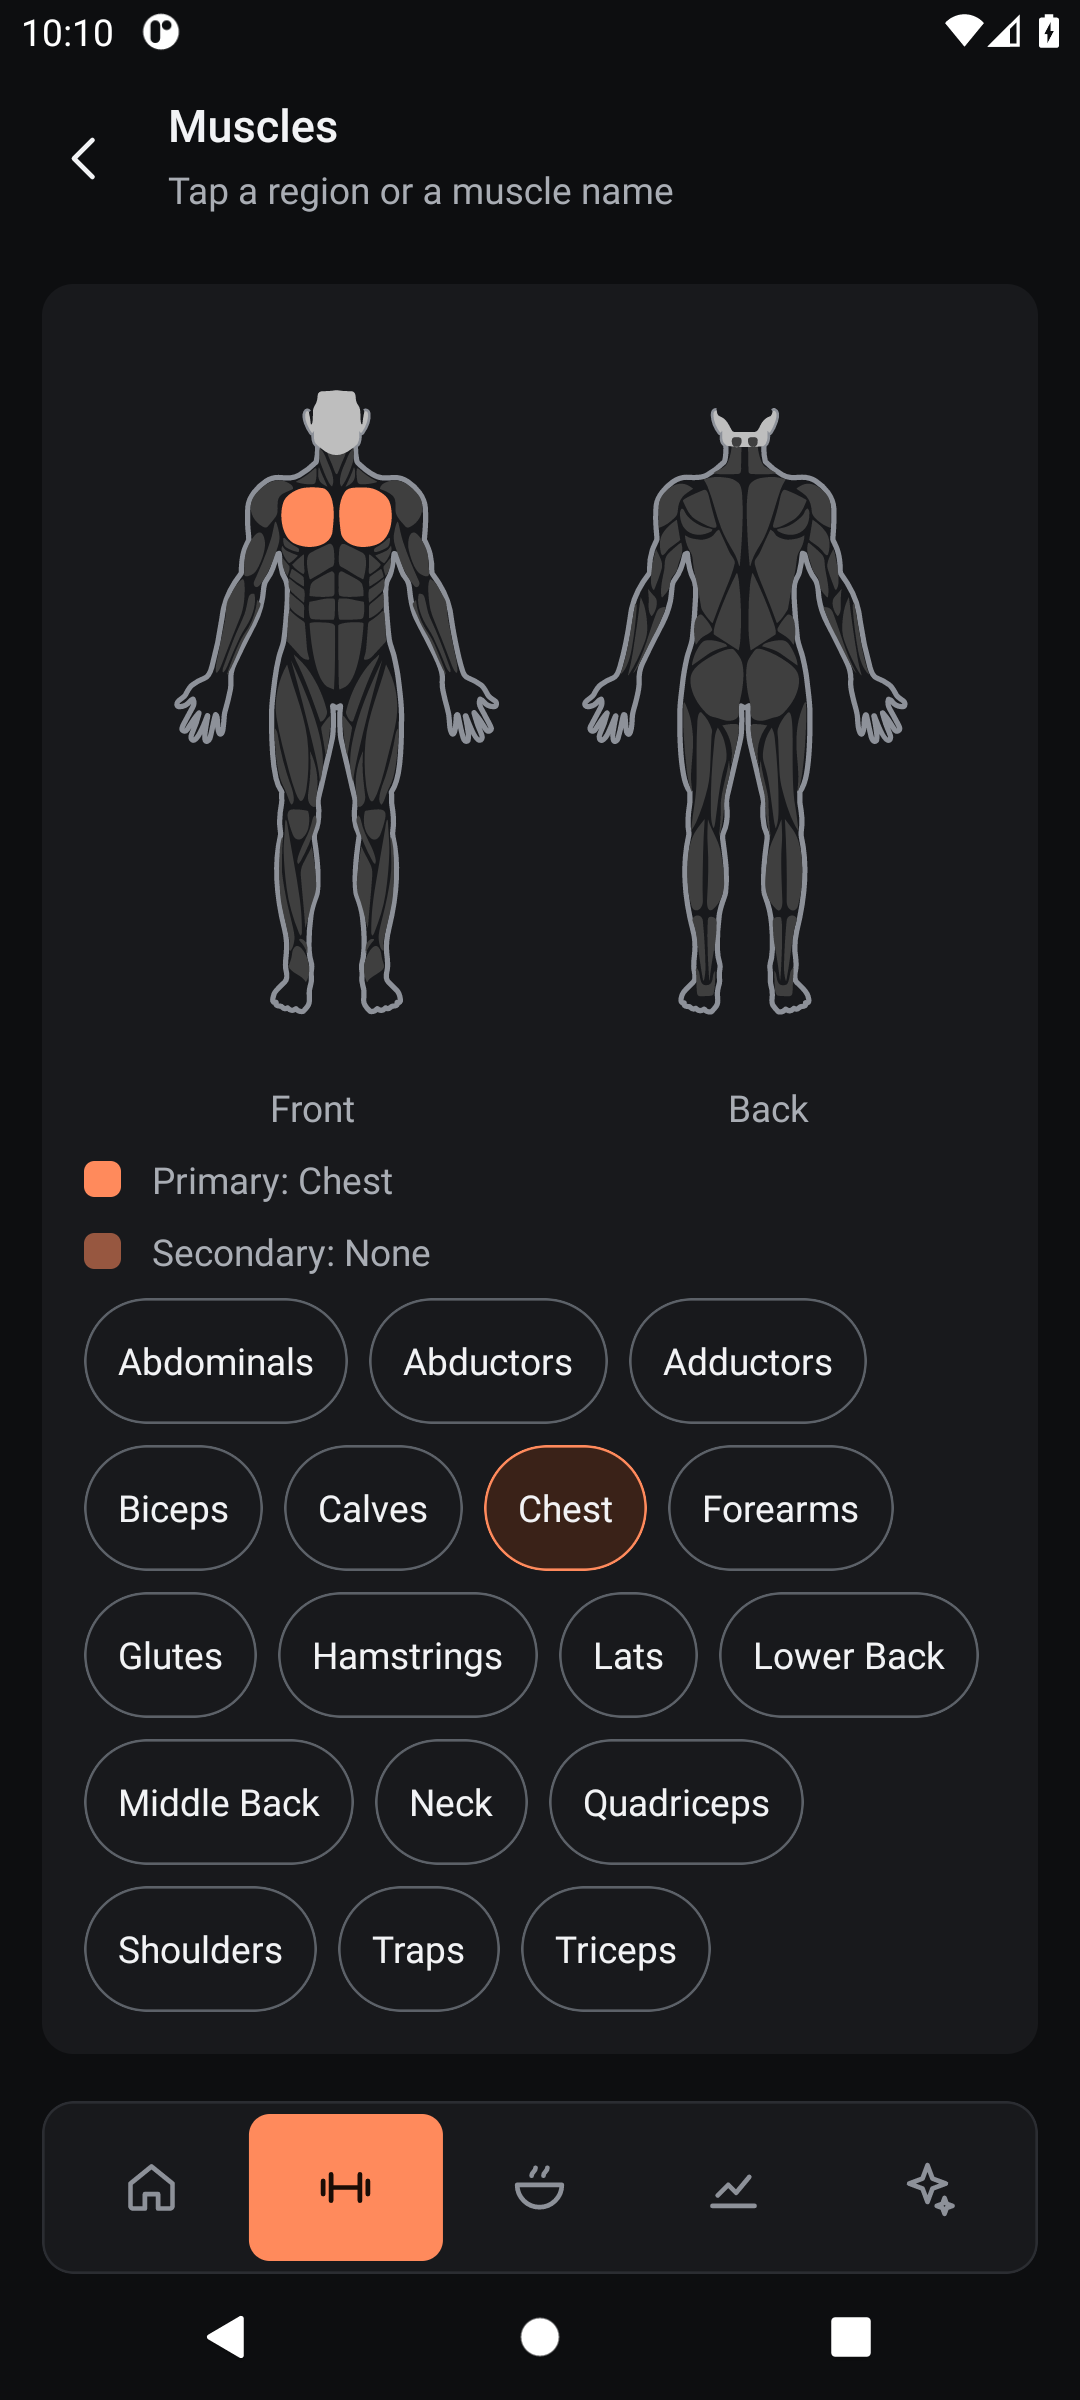 10:10
Muscles
Tap a region or a muscle name
Front Back
Primary: Chest
Secondary: None
Abdominals Abductors Adductors
Biceps Calves Chest Forearms
Glutes Hamstrings Lats Lower Back
Middle Back Neck Quadriceps
Shoulders Traps Triceps